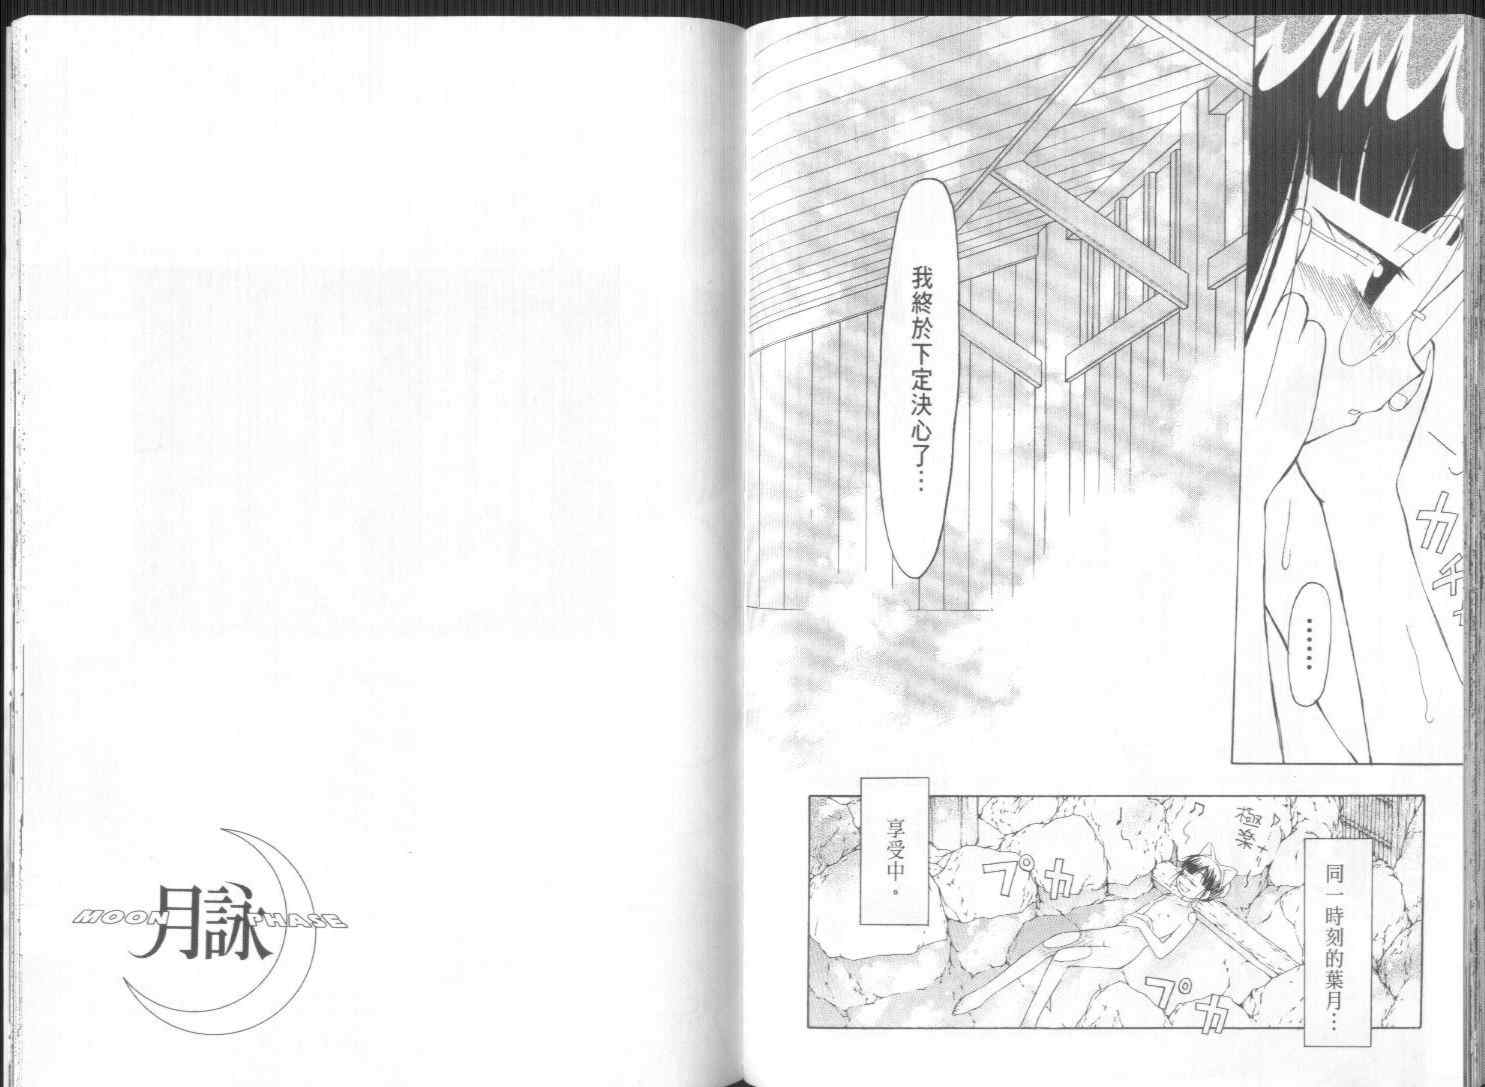 カチャ
……
我終於下定決心了…
同一時刻的葉月…
極楽♪
♫
プカ
プカ
享受中。
月詠
MOON PHASE